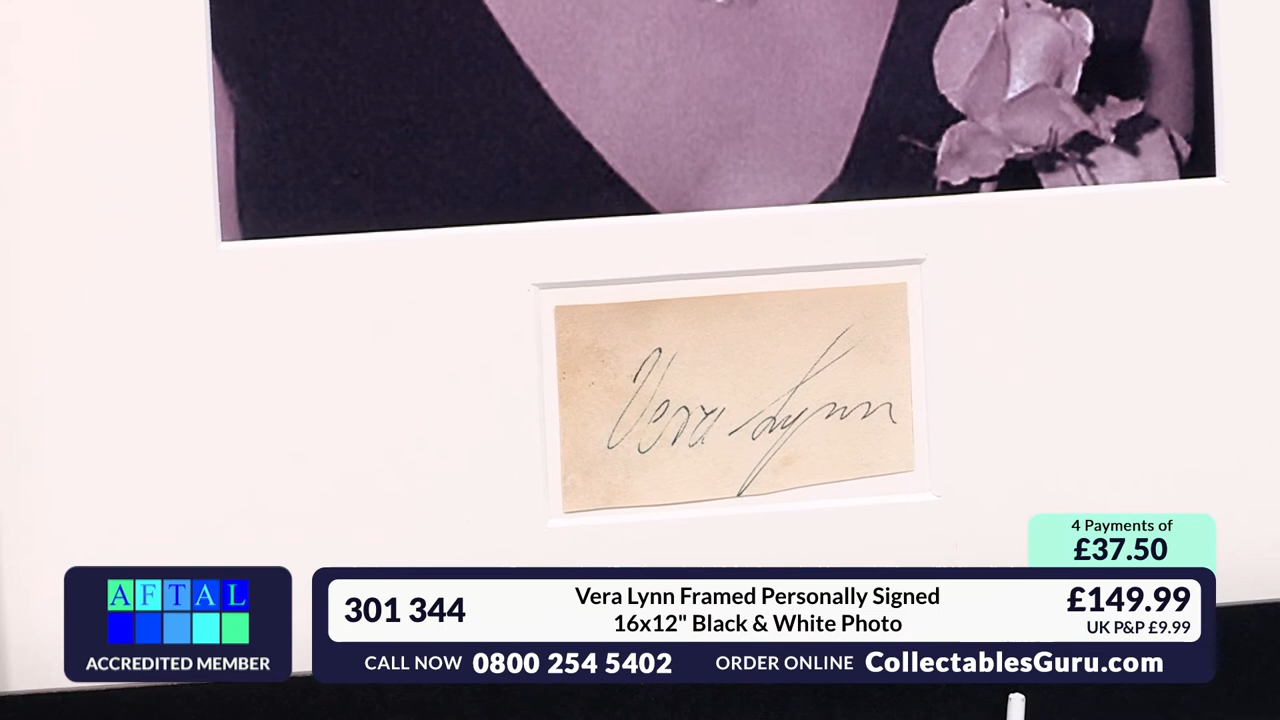 Vera Lynn
4 Payments of
£37.50
AFTAL
ACCREDITED MEMBER
301 344
Vera Lynn Framed Personally Signed
16x12" Black & White Photo
£149.99
UK P&P £9.99
CALL NOW 0800 254 5402
ORDER ONLINE CollectablesGuru.com